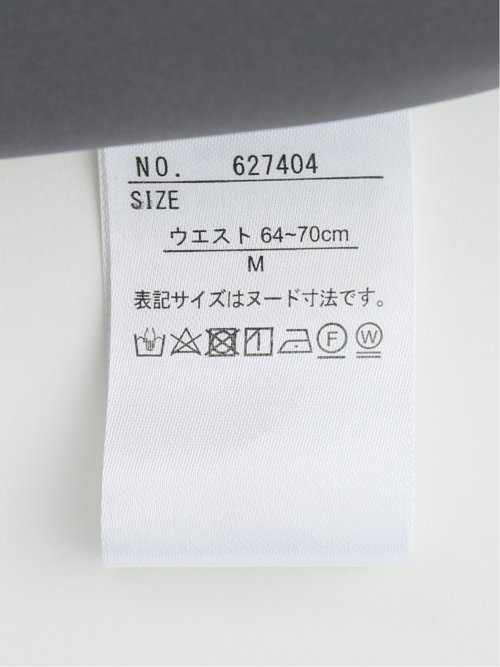 NO. 627404
SIZE
ウエスト 64~70cm
M
表記サイズはヌード寸法です。
F W